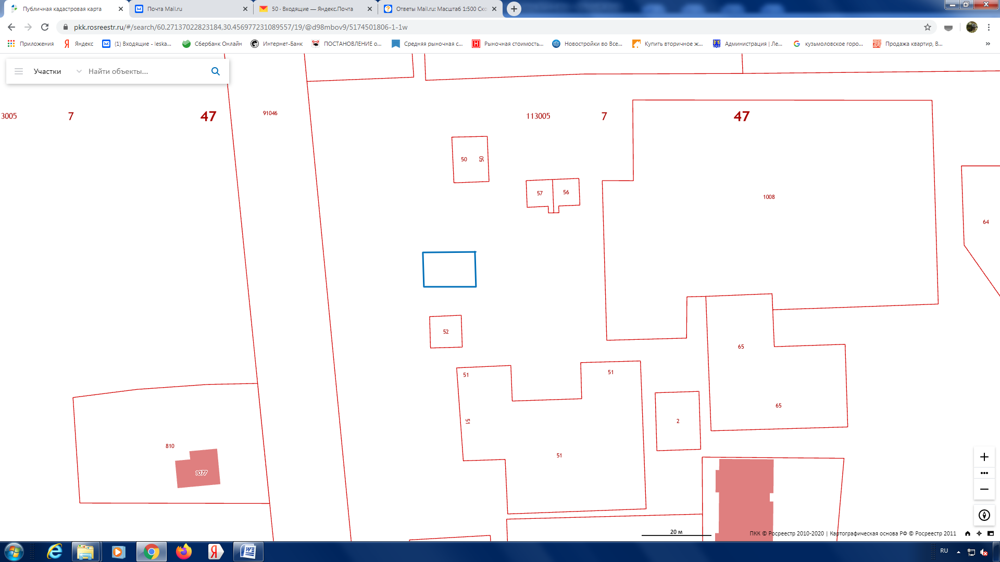 Публичная кадастровая карта
Почта Mail.ru
50 · Входящие — Яндекс.Почта
Ответы Mail.ru: Масштаб 1:500 Ско
pkk.rosreestr.ru/#/search/60.27137022823184,30.456977231089557/19/@d98mbov9/5174501806-1-1w
Приложения
Яндекс
(1) Входящие - leska...
Сбербанк Онлайн
Интернет-Банк
ПОСТАНОВЛЕНИЕ о...
Средняя рыночная с...
Рыночная стоимость...
Новостройки во Все...
Купить вторичное ж...
Администрация | Ле...
кузьмоловское горо...
Продажа квартир, В...
»
Участки
Найти объекты...
3005
7
47
91046
113005
7
47
50
50
57
56
1008
64
52
65
51
51
65
51
2
810
51
1077
20 м
ПКК © Росреестр 2010-2020 | Картографическая основа РФ © Росреестр 2011
RU